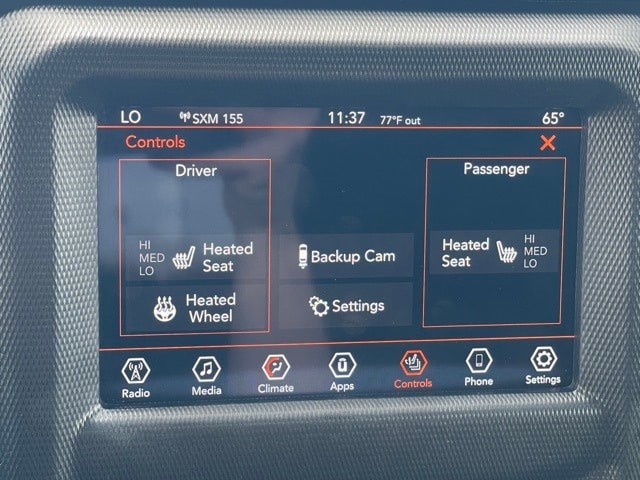 LO SXM 155 11:37 77°F out 65°
Controls
Driver
HI
MED
LO
Heated
Seat
Heated
Wheel
Backup Cam
Settings
Passenger
Heated
Seat
HI
MED
LO
Radio Media Climate Apps Controls Phone Settings